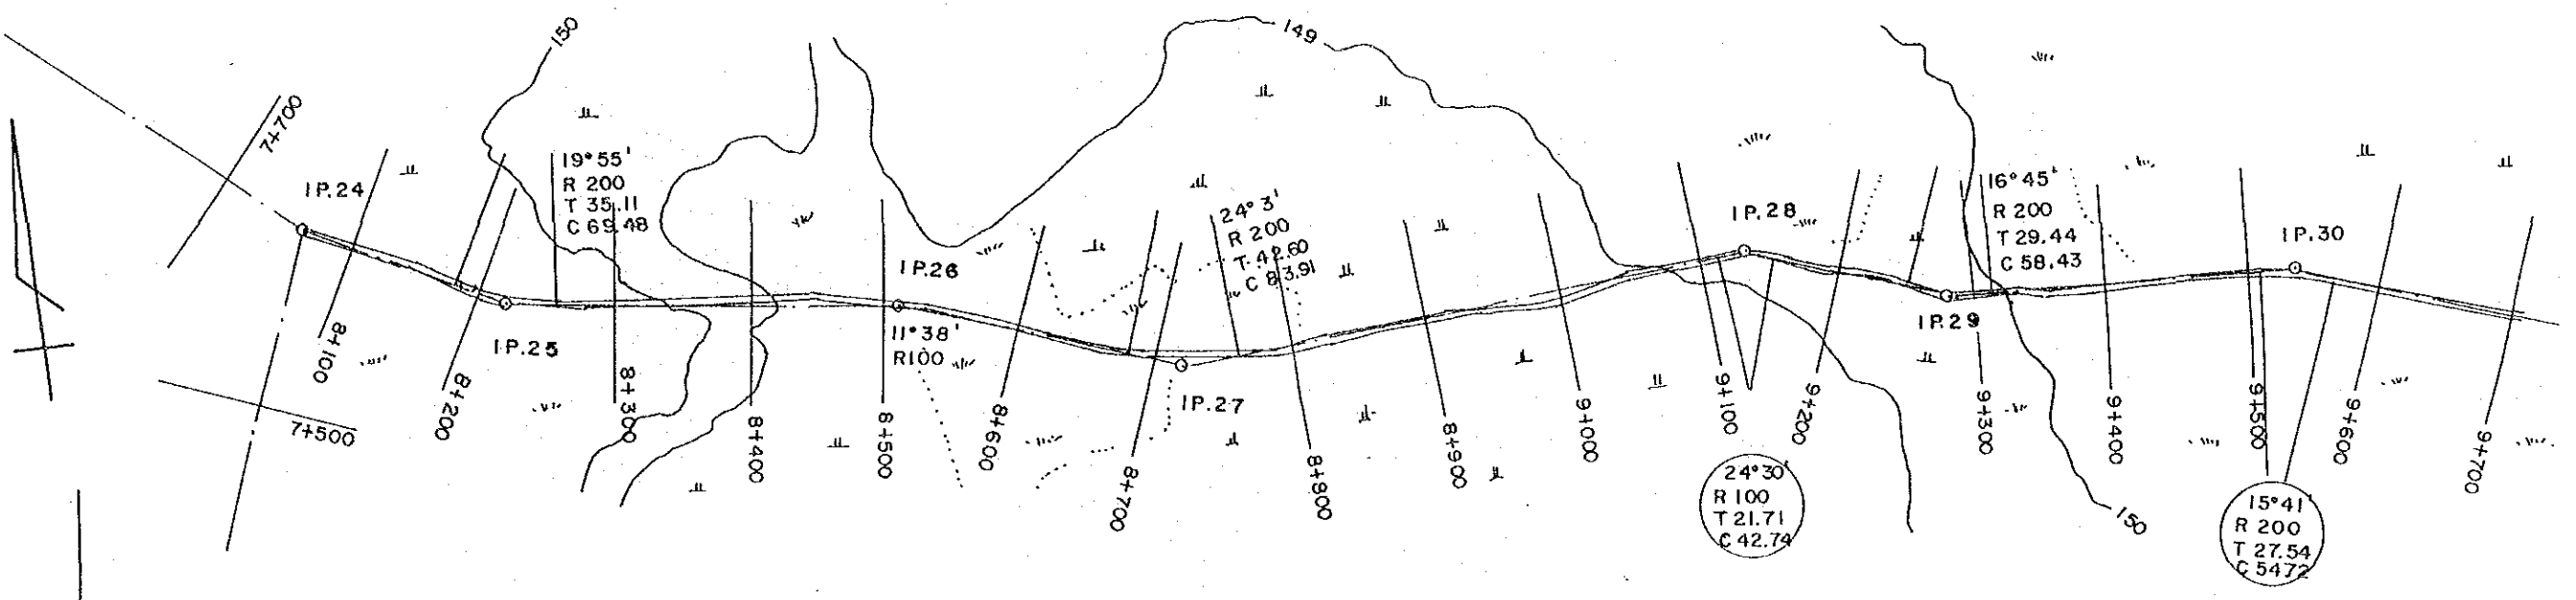 150
149
7+700
IP.24
19°55'
R 200
T 35.11
C 69.48
24°3'
R 200
T 42.60
C 83.91
16°45'
R 200
T 29.44
C 58.43
IP.28
IP.30
IP.26
IP.25
11°38'
R100
IP.29
IP.27
7+500
8+100
8+200
8+300
8+400
8+500
8+600
8+700
8+800
8+900
9+000
9+100
9+200
9+300
9+400
9+500
9+600
9+700
24°30'
R 100
T 21.71
C 42.74
15°41'
R 200
T 27.54
C 5472
150